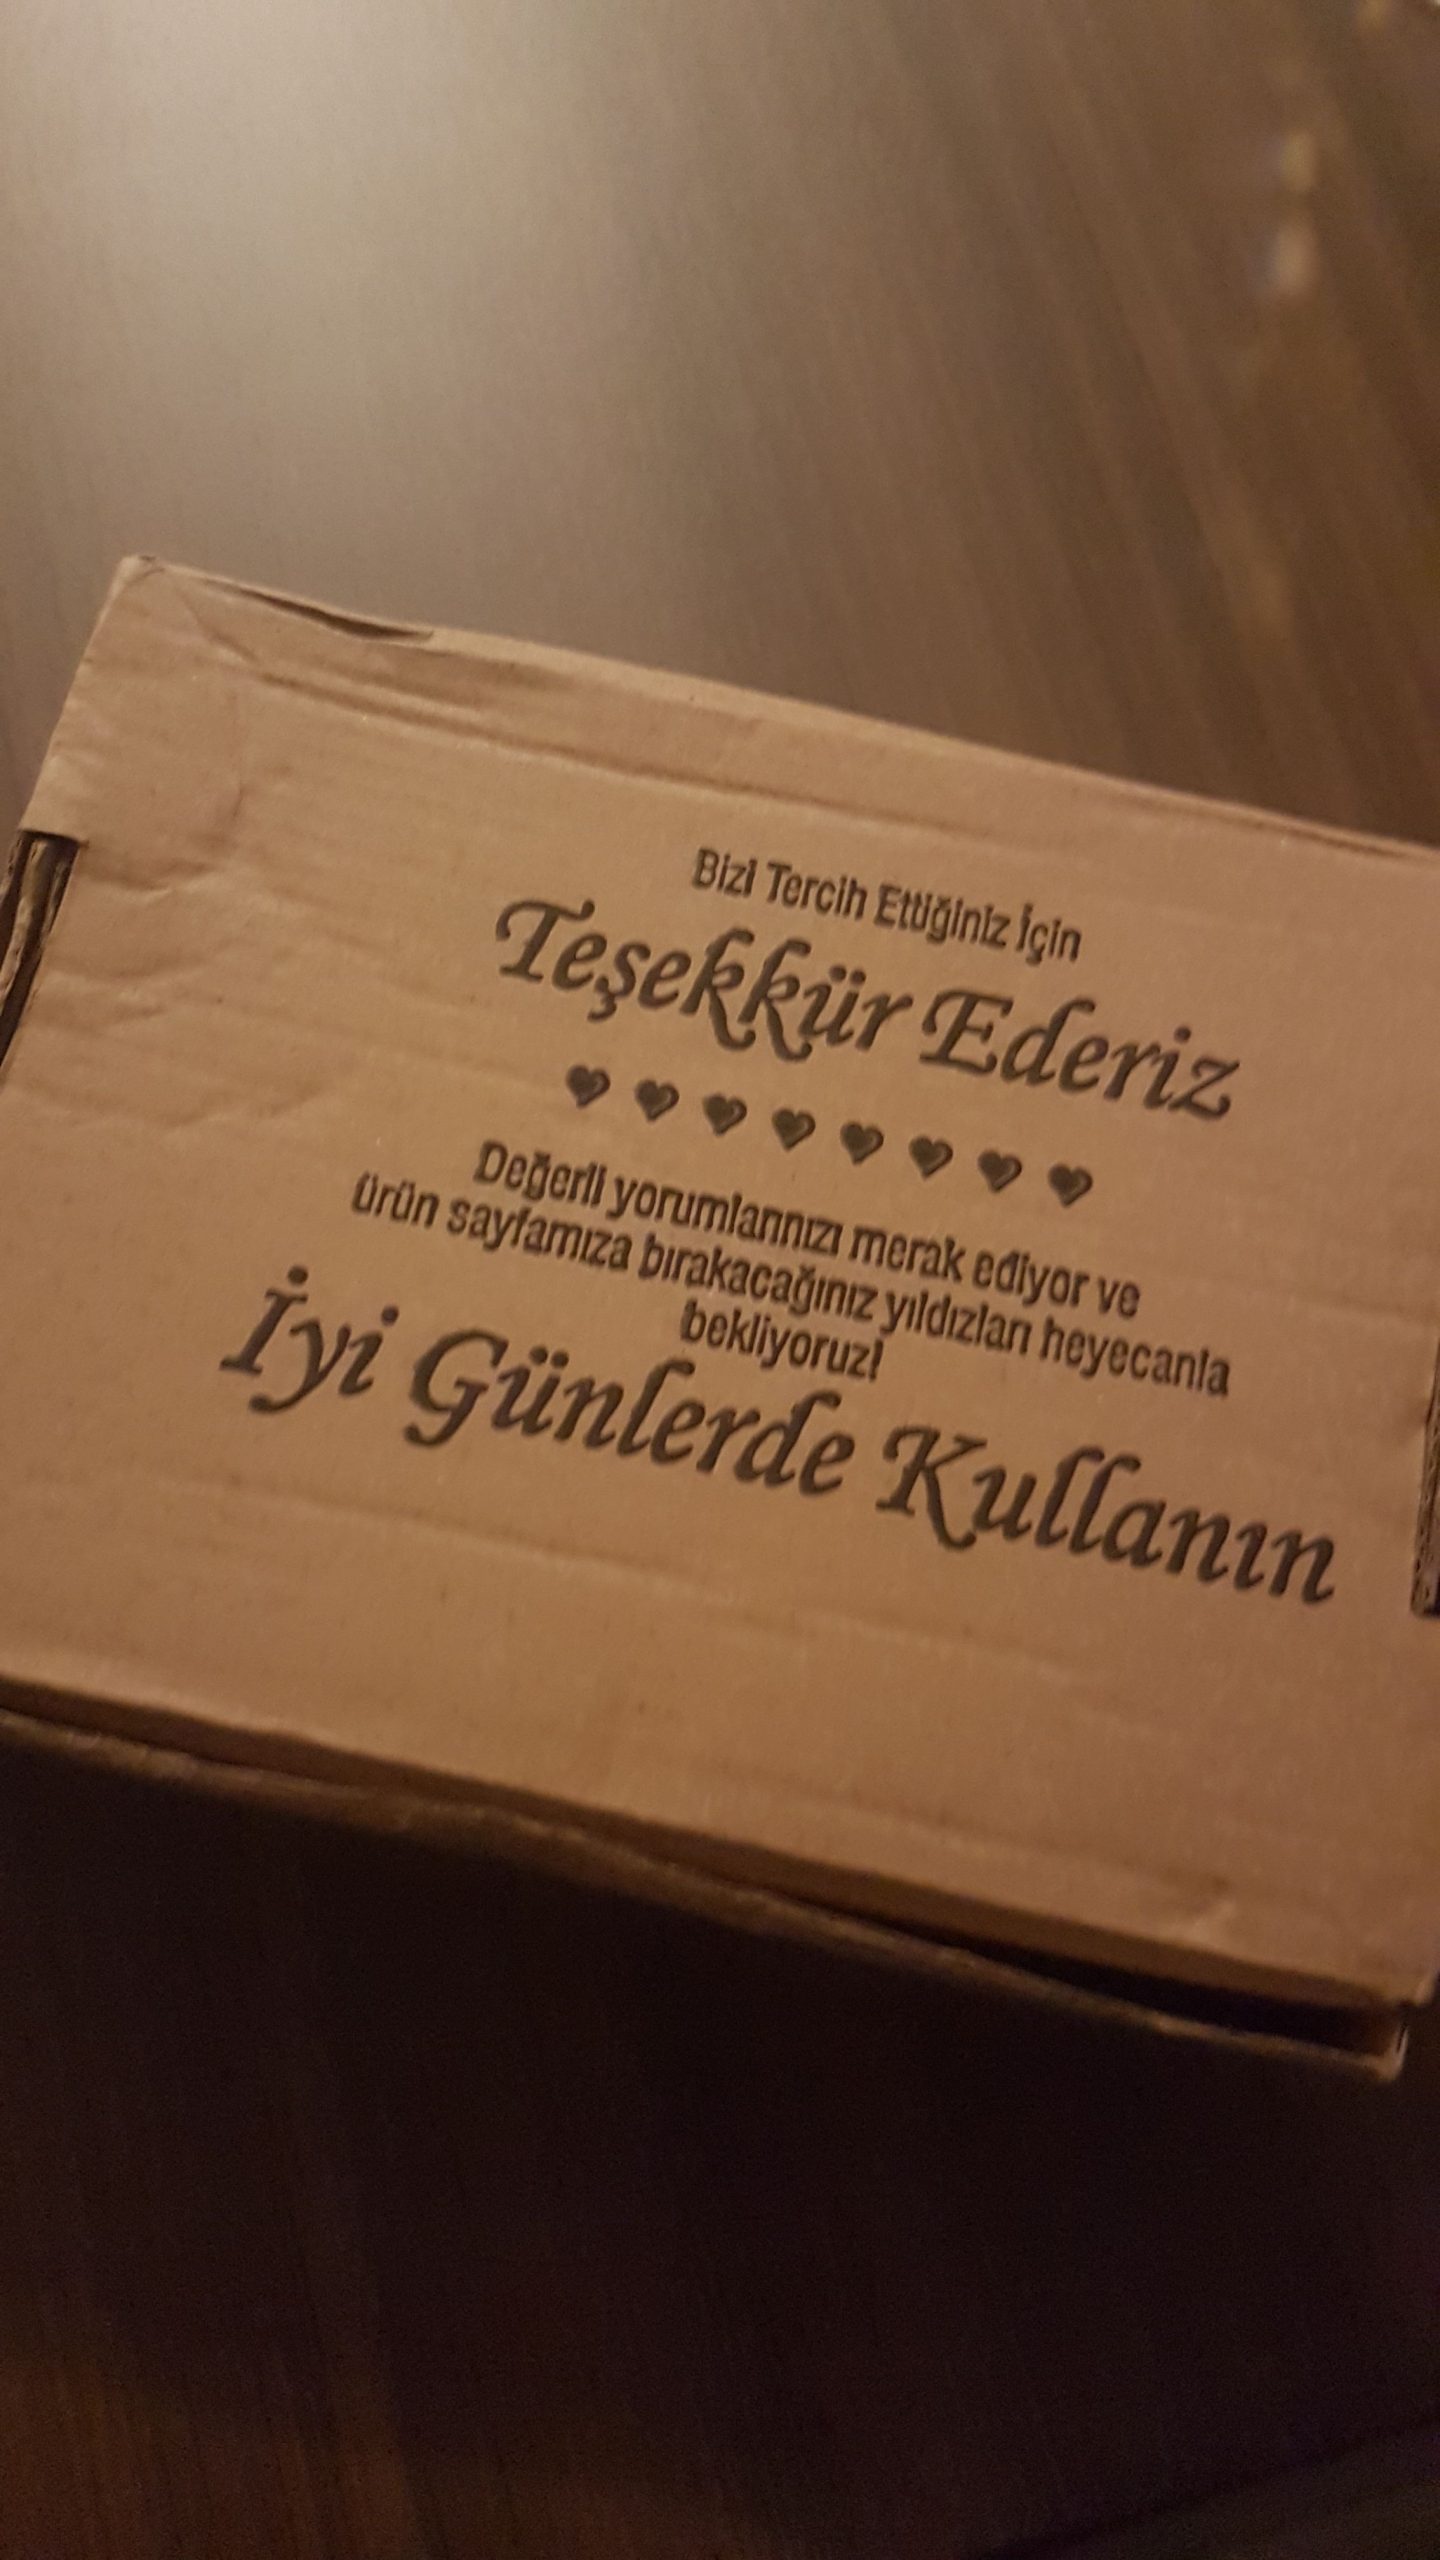 Bizi Tercih Ettiğiniz İçin
Teşekkür Ederiz
♥ ♥ ♥ ♥ ♥ ♥ ♥ ♥
Değerli yorumlarınızı merak ediyor ve
ürün sayfamıza bırakacağınız yıldızları heyecanla
bekliyoruz!
İyi Günlerde Kullanın